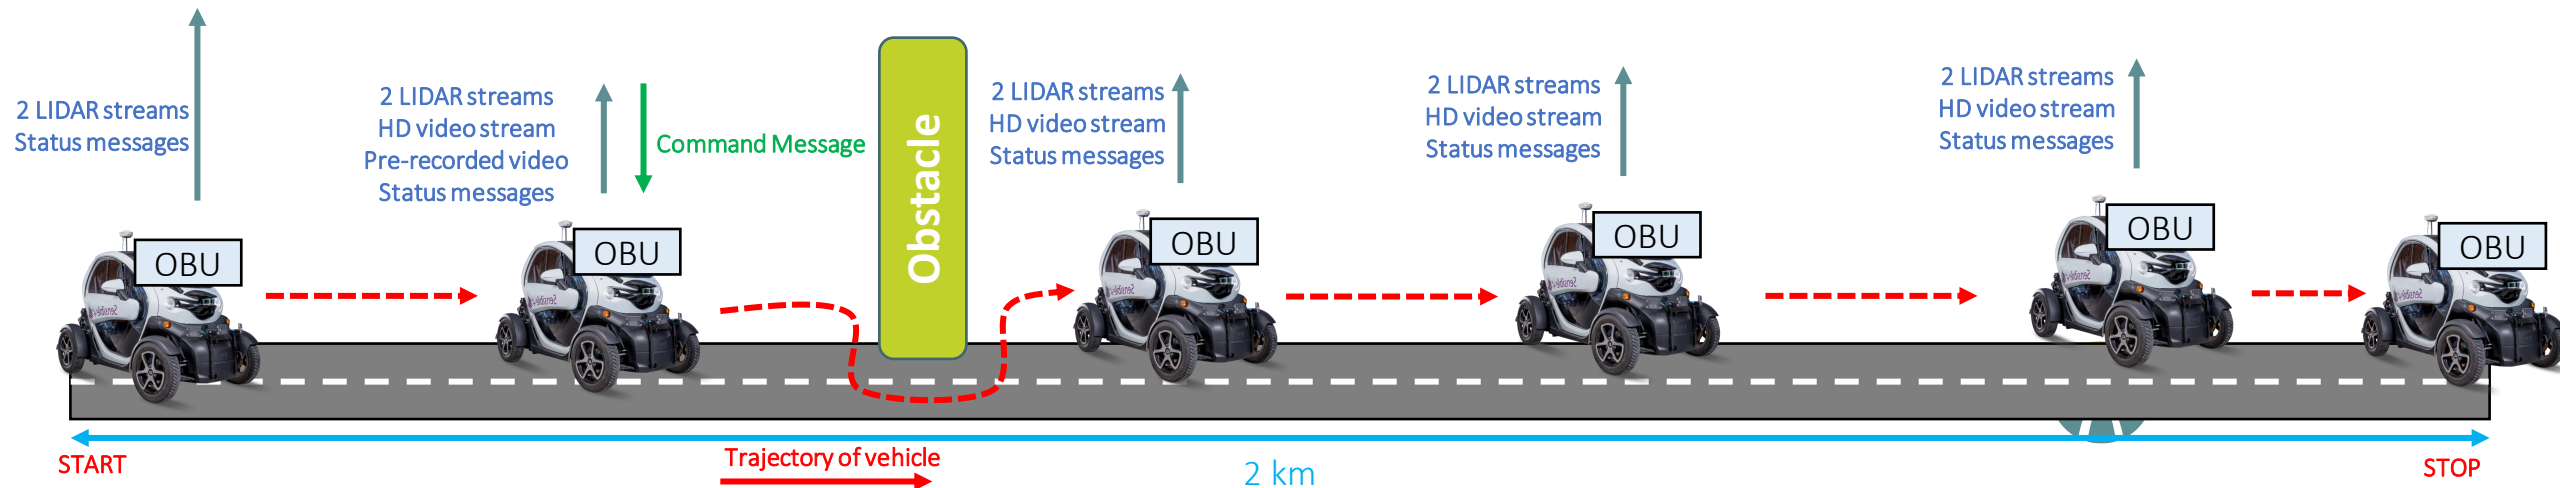 2 LIDAR streams
Status messages
OBU
2 LIDAR streams
HD video stream
Pre-recorded video
Status messages
Command Message
OBU
Obstacle
2 LIDAR streams
HD video stream
Status messages
OBU
2 LIDAR streams
HD video stream
Status messages
OBU
2 LIDAR streams
HD video stream
Status messages
OBU
OBU
START
Trajectory of vehicle
2 km
STOP